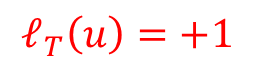 ℓ_T(u) = +1